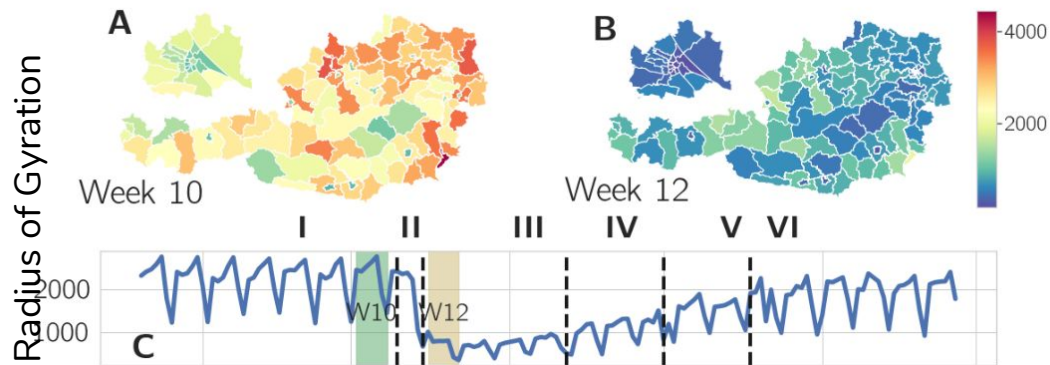 A
B
4000
2000
Week 10
Week 12
Radius of Gyration
I II III IV V VI
2000
1000
W10 W12
C